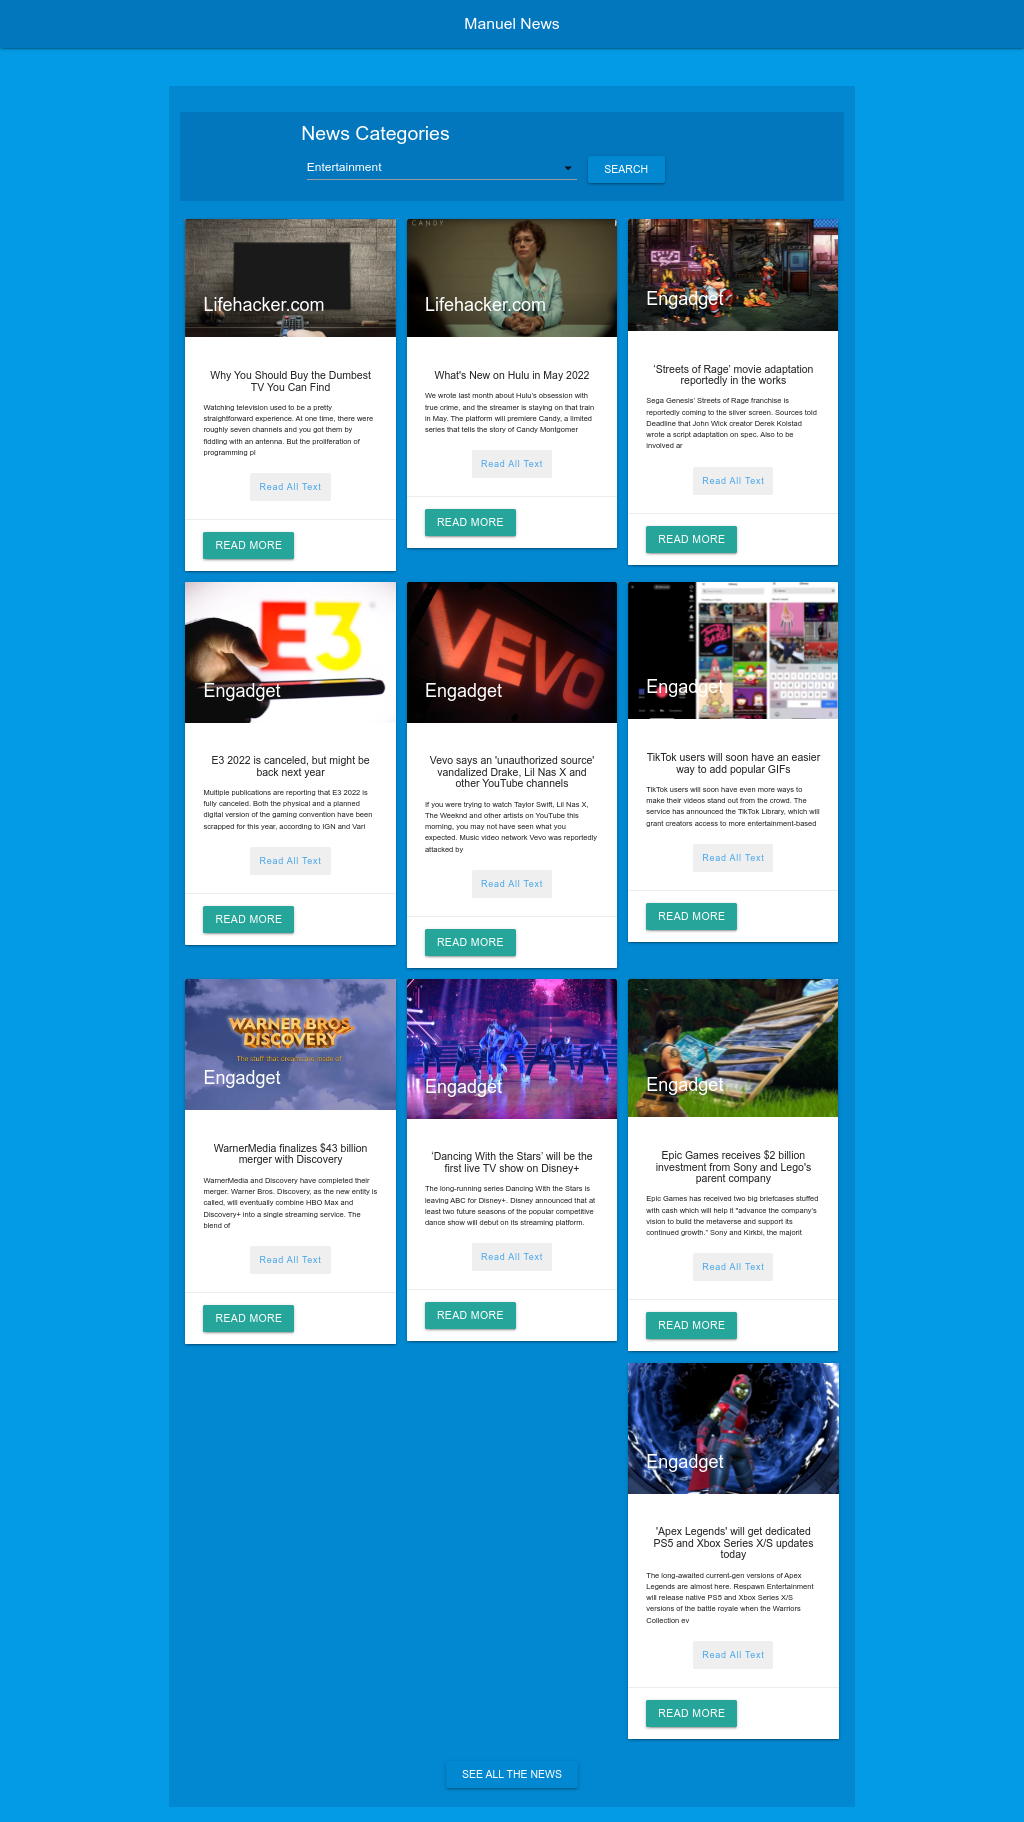 Manuel News
News Categories
Entertainment
SEARCH
Lifehacker.com
Why You Should Buy the Dumbest
TV You Can Find
Watching television used to be a pretty
straightforward experience. At one time, there were
roughly seven channels and you got them by
fiddling with an antenna. But the proliferation of
programming pl
Read All Text
READ MORE
CANDY
Lifehacker.com
What's New on Hulu in May 2022
We wrote last month about Hulu's obsession with
true crime, and the streamer is staying on that train
in May. The platform will premiere Candy, a limited
series that tells the story of Candy Montgomer
Read All Text
READ MORE
Engadget
‘Streets of Rage’ movie adaptation
reportedly in the works
Sega Genesis’ Streets of Rage franchise is
reportedly coming to the silver screen. Sources told
Deadline that John Wick creator Derek Kolstad
wrote a script adaptation on spec. Also to be
involved ar
Read All Text
READ MORE
E3
Engadget
E3 2022 is canceled, but might be
back next year
Multiple publications are reporting that E3 2022 is
fully canceled. Both the physical and a planned
digital version of the gaming convention have been
scrapped for this year, according to IGN and Vari
Read All Text
READ MORE
VEVO
Engadget
Vevo says an 'unauthorized source'
vandalized Drake, Lil Nas X and
other YouTube channels
If you were trying to watch Taylor Swift, Lil Nas X,
The Weeknd and other artists on YouTube this
morning, you may not have seen what you
expected. Music video network Vevo was reportedly
attacked by
Read All Text
READ MORE
Engadget
TikTok users will soon have an easier
way to add popular GIFs
TikTok users will soon have even more ways to
make their videos stand out from the crowd. The
service has announced the TikTok Library, which will
grant creators access to more entertainment-based
Read All Text
READ MORE
WARNER BROS.
DISCOVERY
The stuff that dreams are made of
Engadget
WarnerMedia finalizes $43 billion
merger with Discovery
WarnerMedia and Discovery have completed their
merger. Warner Bros. Discovery, as the new entity is
called, will eventually combine HBO Max and
Discovery+ into a single streaming service. The
blend of
Read All Text
READ MORE
Engadget
‘Dancing With the Stars’ will be the
first live TV show on Disney+
The long-running series Dancing With the Stars is
leaving ABC for Disney+. Disney announced that at
least two future seasons of the popular competitive
dance show will debut on its streaming platform.
Read All Text
READ MORE
Engadget
Epic Games receives $2 billion
investment from Sony and Lego's
parent company
Epic Games has received two big briefcases stuffed
with cash which will help it "advance the company's
vision to build the metaverse and support its
continued growth." Sony and Kirkbi, the majorit
Read All Text
READ MORE
Engadget
'Apex Legends' will get dedicated
PS5 and Xbox Series X/S updates
today
The long-awaited current-gen versions of Apex
Legends are almost here. Respawn Entertainment
will release native PS5 and Xbox Series X/S
versions of the battle royale when the Warriors
Collection ev
Read All Text
READ MORE
SEE ALL THE NEWS